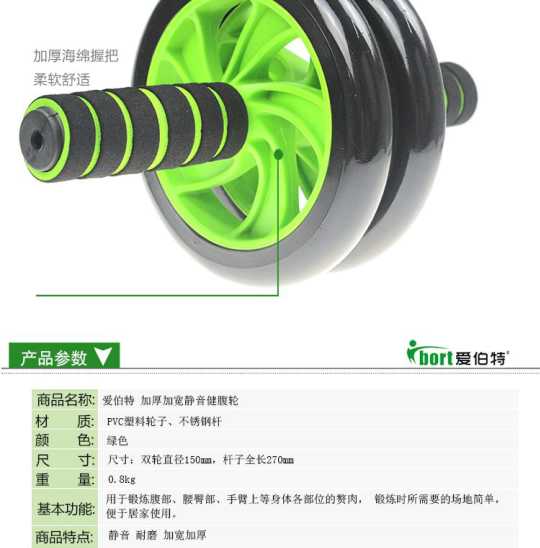 加厚海绵握把
柔软舒适
产品参数
bort爱伯特
商品名称: 爱伯特 加厚加宽静音健腹轮
材 质: PVC塑料轮子、不锈钢杆
颜 色: 绿色
尺 寸: 尺寸：双轮直径150mm，杆子全长270mm
重 量: 0.8kg
基本功能: 用于锻炼腹部、腰臀部、手臂上等身体各部位的赘肉， 锻炼时所需要的场地简单，
便于居家使用。
商品特点: 静音 耐磨 加宽加厚